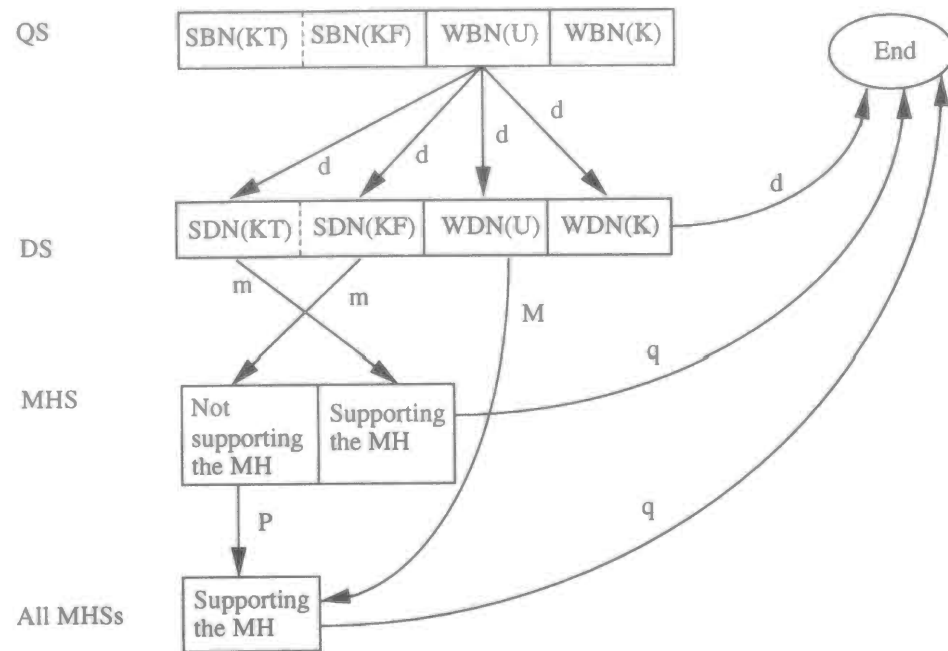 QS
SBN(KT) SBN(KF) WBN(U) WBN(K)
End
d d d d
d
DS
SDN(KT) SDN(KF) WDN(U) WDN(K)
m m
M
q
MHS
Not
supporting
the MH
Supporting
the MH
P
q
All MHSs
Supporting
the MH